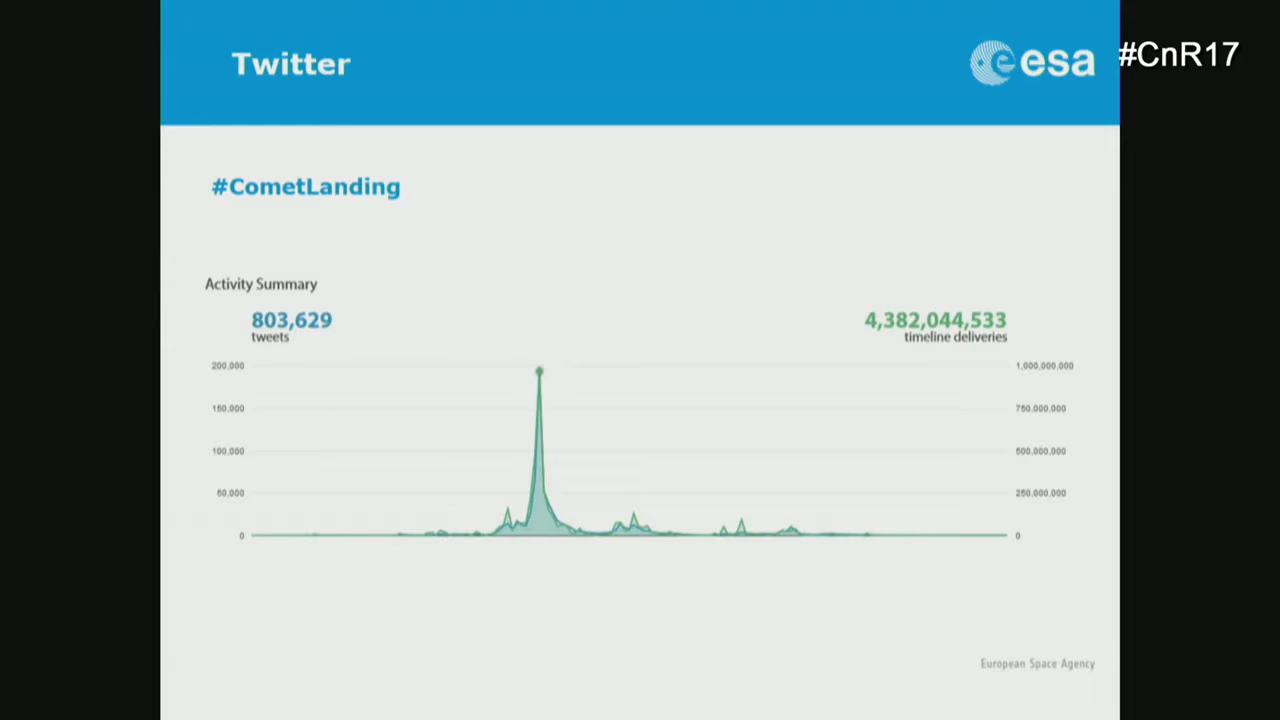 Twitter
esa
#CnR17
#CometLanding
Activity Summary
803,629
tweets
4,382,044,533
timeline deliveries
200,000
1,000,000,000
150,000
750,000,000
100,000
500,000,000
50,000
250,000,000
0
0
European Space Agency